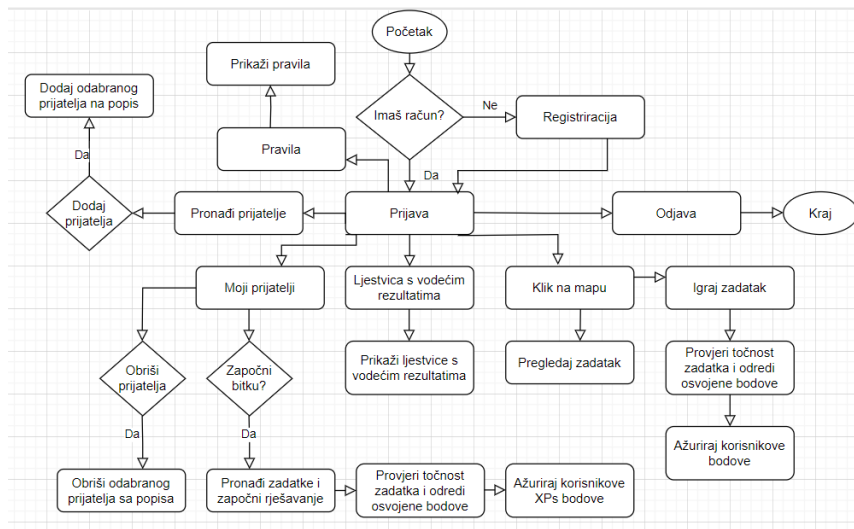 Početak
Prikaži pravila
Dodaj odabranog
prijatelja na popis
Imaš račun?
Ne
Registriracija
Pravila
Da
Da
Dodaj
prijatelja
Pronađi prijatelje
Prijava
Odjava
Kraj
Moji prijatelji
Ljestvica s vodećim
rezultatima
Klik na mapu
Igraj zadatak
Obriši
prijatelja
Započni
bitku?
Prikaži ljestvice s
vodećim rezultatima
Pregledaj zadatak
Provjeri točnost
zadatka i odredi
osvojene bodove
Da
Da
Ažuriraj korisnikove
bodove
Obriši odabranog
prijatelja sa popisa
Pronađi zadatke i
započni rješavanje
Provjeri točnost
zadatka i odredi
osvojene bodove
Ažuriraj korisnikove
XPs bodove